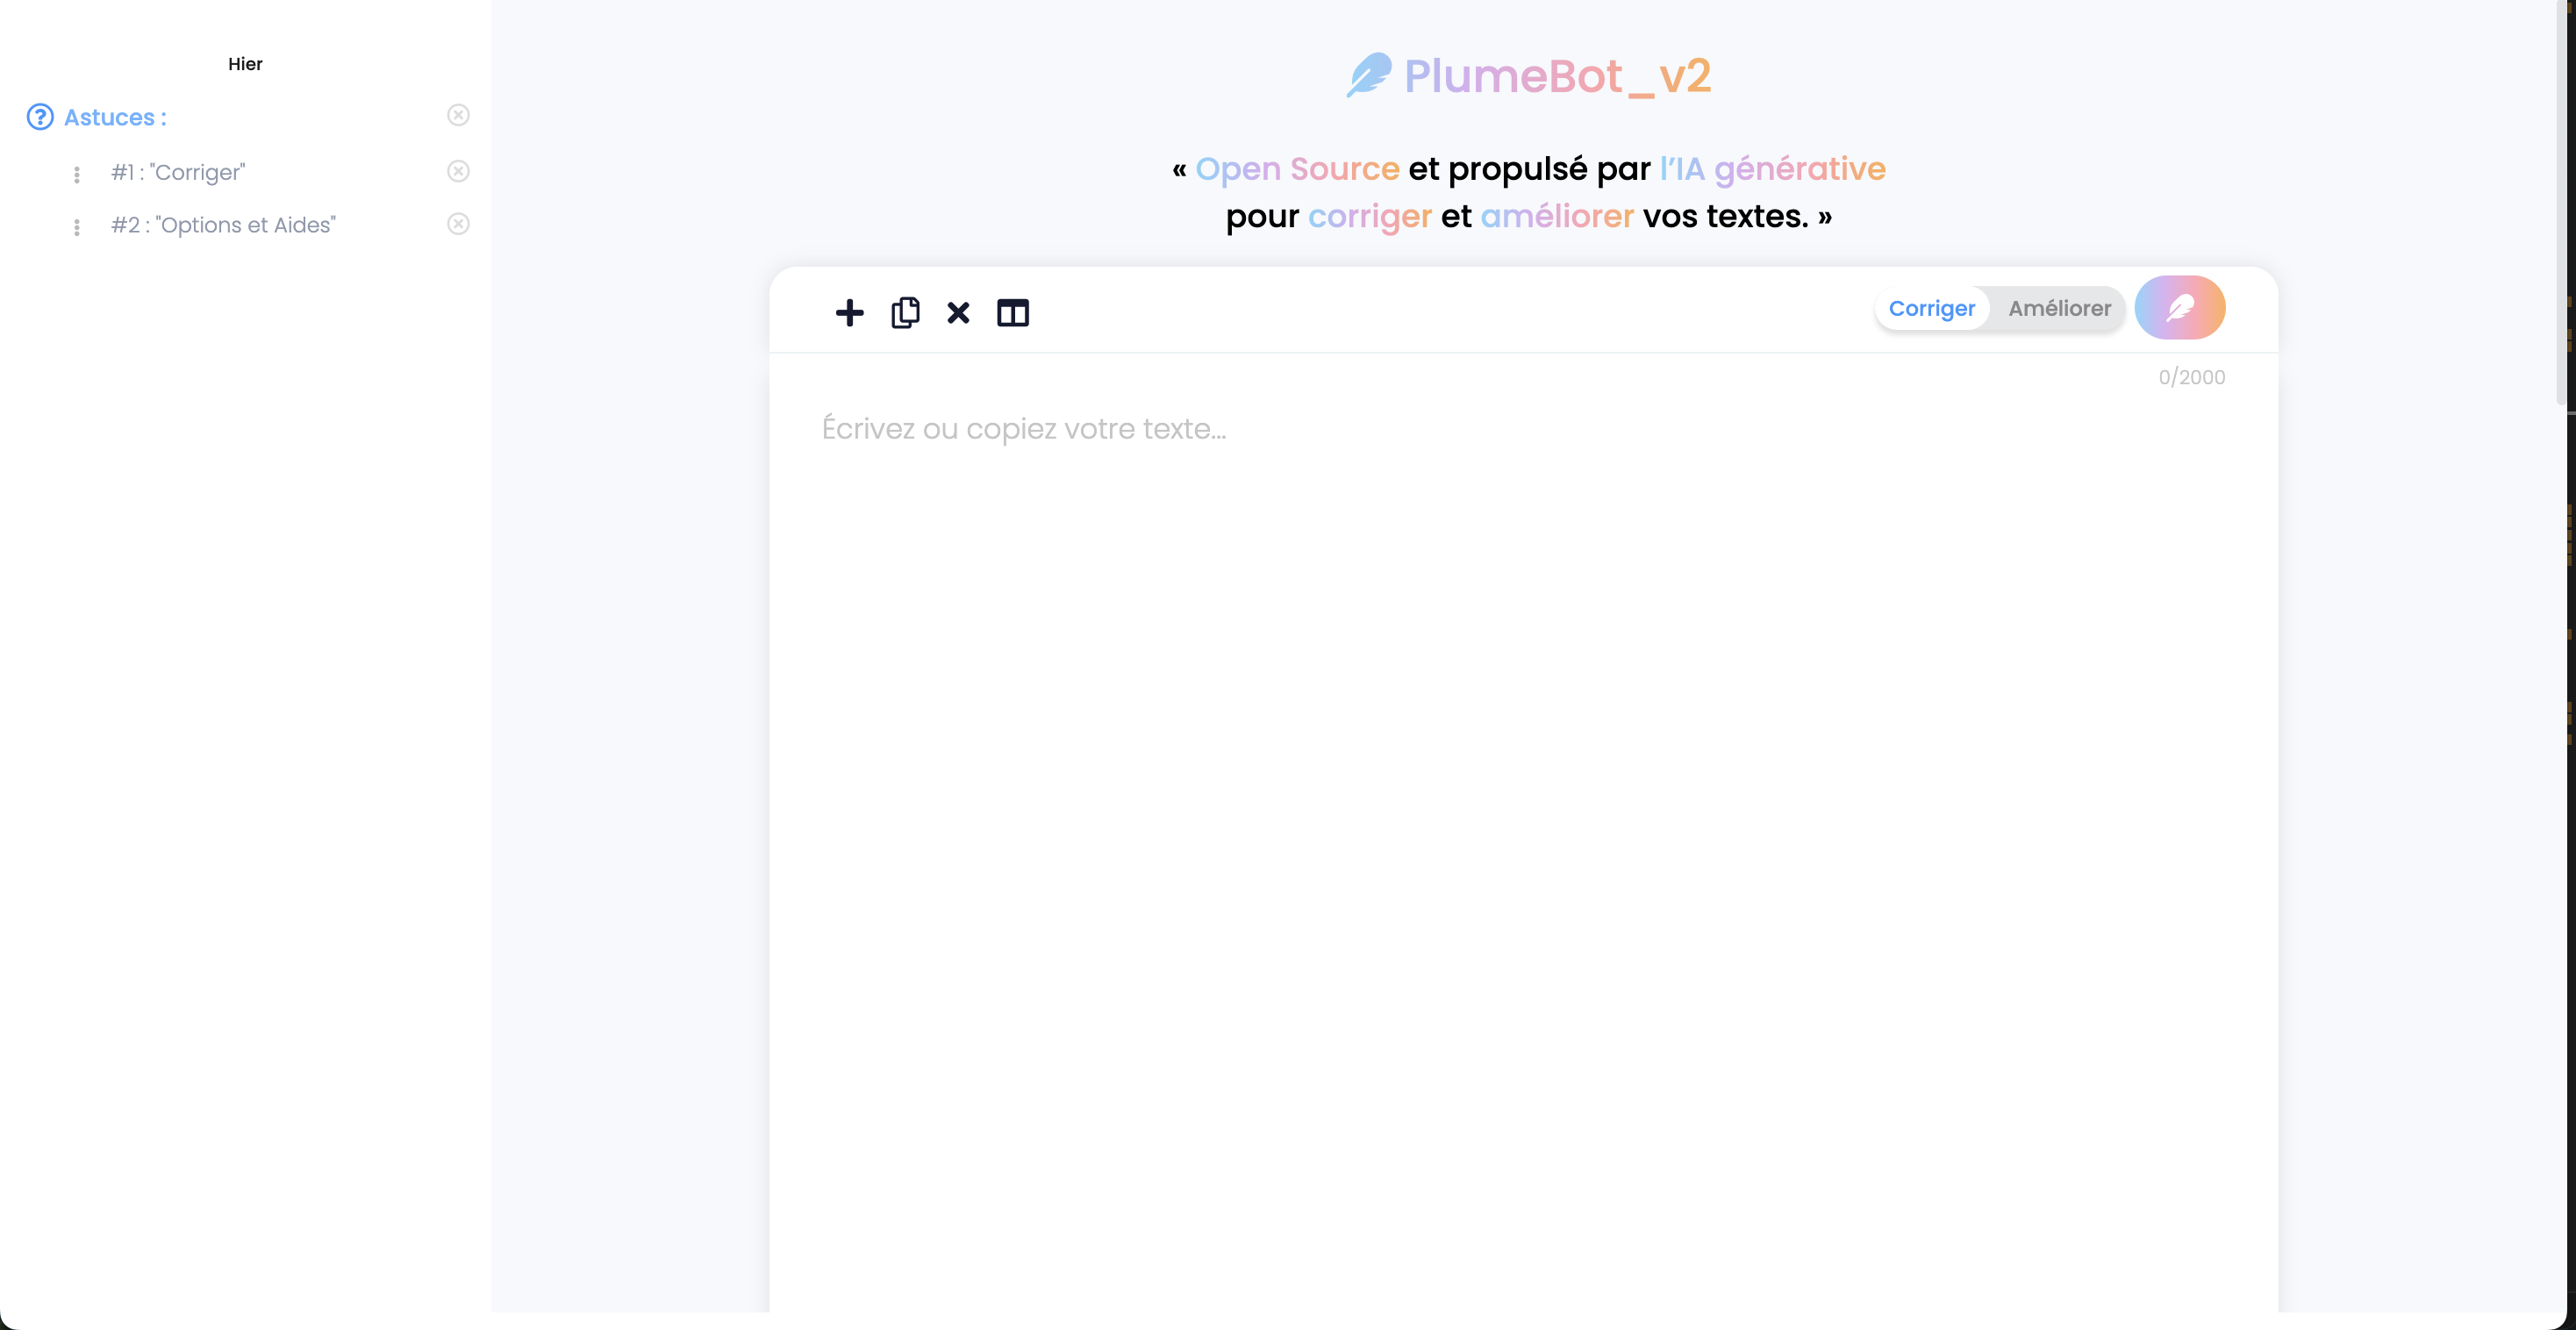 Hier
Astuces :
#1 : "Corriger"
#2 : "Options et Aides"
PlumeBot_v2
« Open Source et propulsé par l’IA générative
pour corriger et améliorer vos textes. »
Corriger Améliorer
0/2000
Écrivez ou copiez votre texte...